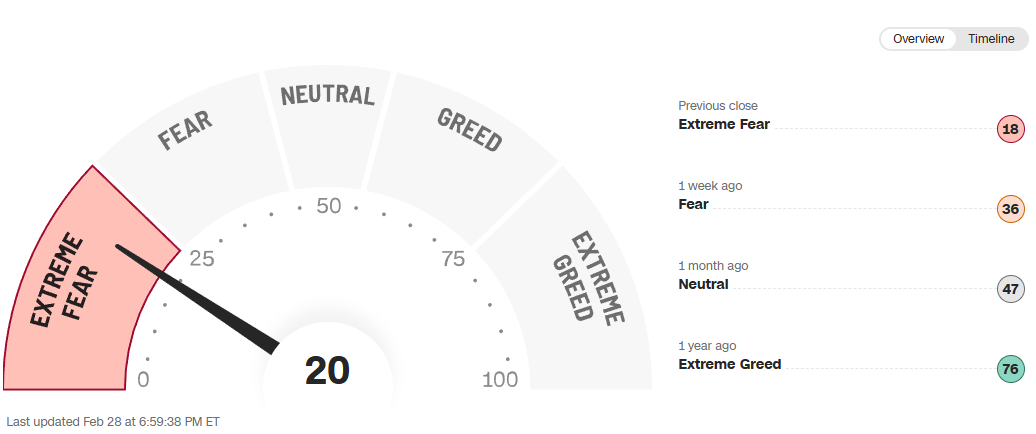 Overview Timeline
NEUTRAL
FEAR
GREED
EXTREME
FEAR
EXTREME
GREED
0
25
50
75
100
20
Last updated Feb 28 at 6:59:38 PM ET
Previous close
Extreme Fear 18
1 week ago
Fear 36
1 month ago
Neutral 47
1 year ago
Extreme Greed 76